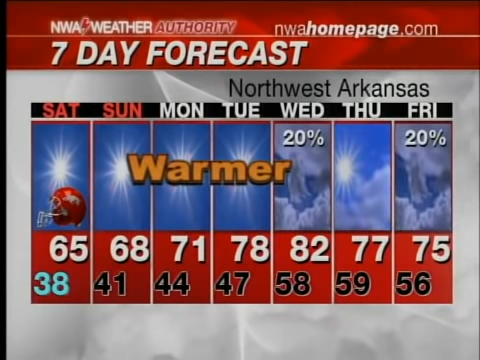 NWA WEATHER AUTHORITY nwahomepage.com
7 DAY FORECAST
Northwest Arkansas
SAT SUN MON TUE WED THU FRI
20% 20%
Warmer
65 68 71 78 82 77 75
38 41 44 47 58 59 56